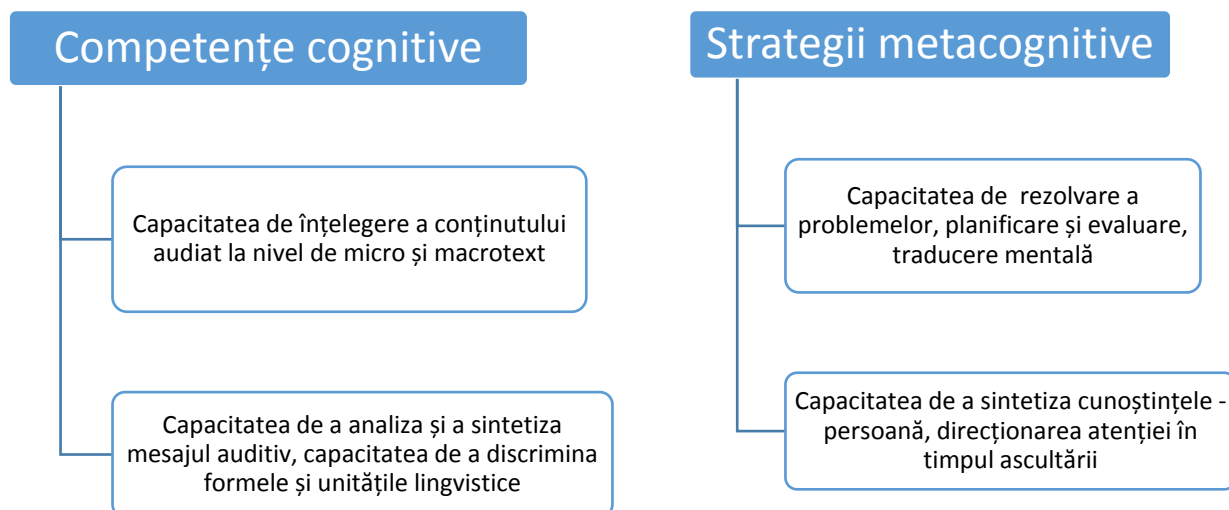 Competențe cognitive
Capacitatea de înțelegere a conținutului
audiat la nivel de micro și macrotext
Capacitatea de a analiza și a sintetiza
mesajul auditiv, capacitatea de a discrimina
formele și unitățile lingvistice
Strategii metacognitive
Capacitatea de rezolvare a
problemelor, planificare și evaluare,
traducere mentală
Capacitatea de a sintetiza cunoștințele -
persoană, direcționarea atenției în
timpul ascultării